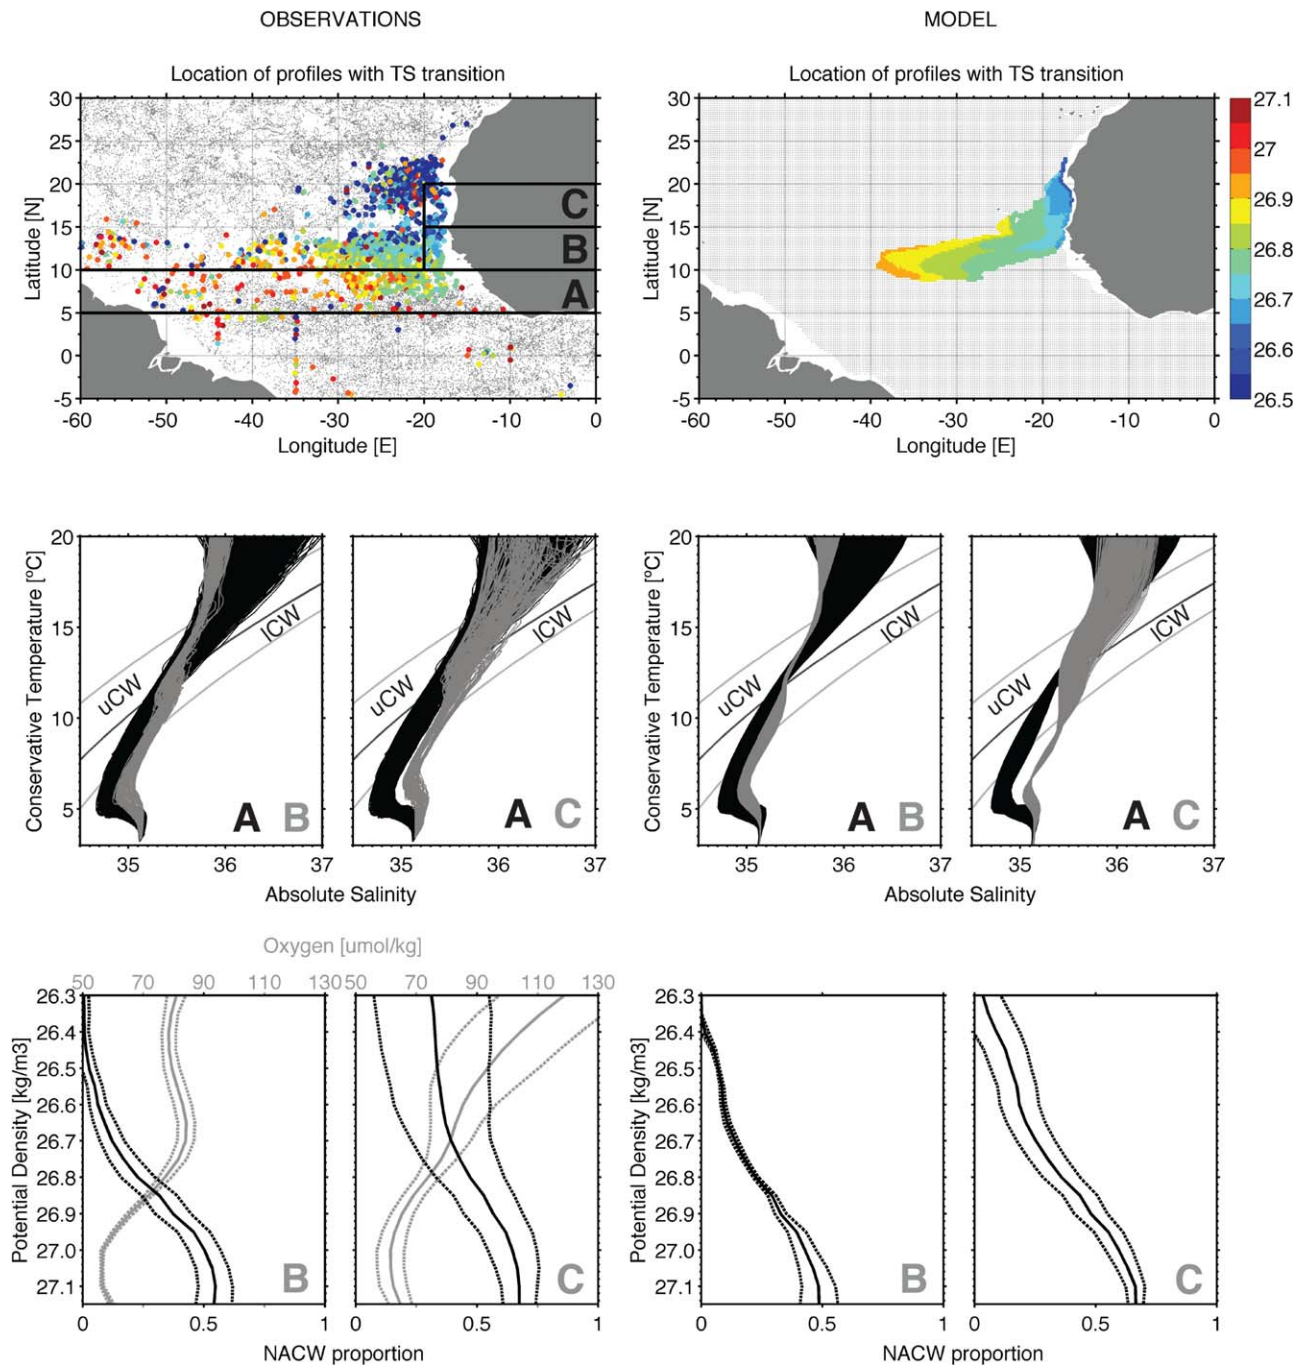 OBSERVATIONS MODEL
Location of profiles with TS transition Location of profiles with TS transition
30 30 27.1
25 25 27
20 C 20 26.9
15 B 15 26.8
10 A 10 26.7
5 5 26.6
0 0 26.5
-5 -5
Latitude [N] Latitude [N]
-60 -50 -40 -30 -20 -10 0 -60 -50 -40 -30 -20 -10 0
Longitude [E] Longitude [E]
20 20
15 15
10 10
5 5
Conservative Temperature [ºC] Conservative Temperature [ºC]
uCW lCW uCW lCW uCW lCW uCW lCW
A B A C A B A C
35 36 37 35 36 37 35 36 37 35 36 37
Absolute Salinity Absolute Salinity
Oxygen [umol/kg]
50 70 90 110 130 50 70 90 110 130
26.3 26.3
26.4 26.4
26.5 26.5
26.6 26.6
26.7 26.7
26.8 26.8
26.9 26.9
27.0 27.0
27.1 27.1
Potential Density [kg/m3] Potential Density [kg/m3]
B C B C
0 0.5 1 0.5 1 0 0.5 1 0 0.5 1
NACW proportion NACW proportion